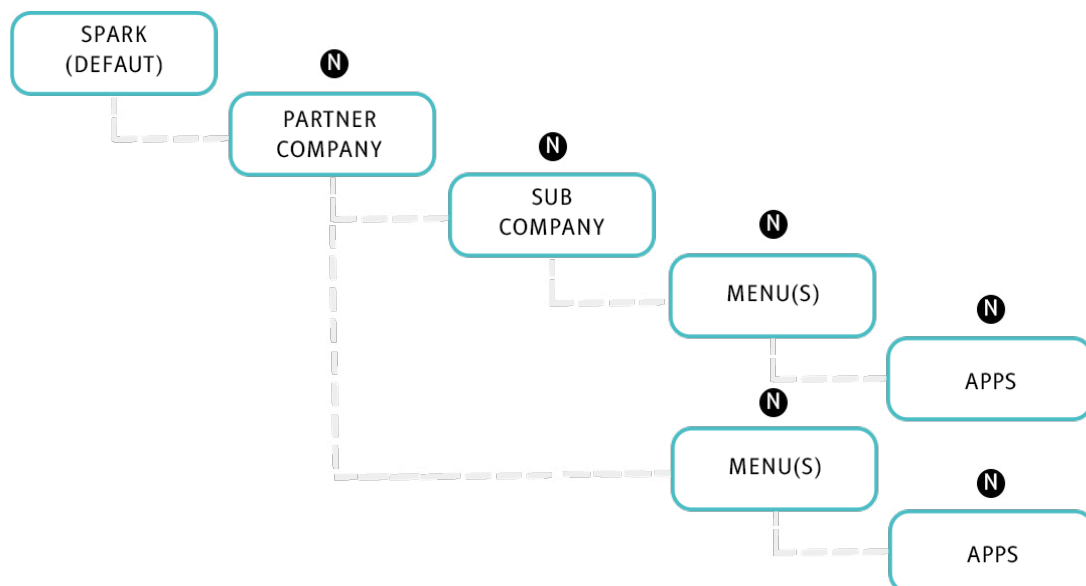 SPARK
(DEFAUT)
N
PARTNER
COMPANY
N
SUB
COMPANY
N
MENU(S)
N
APPS
N
MENU(S)
N
APPS